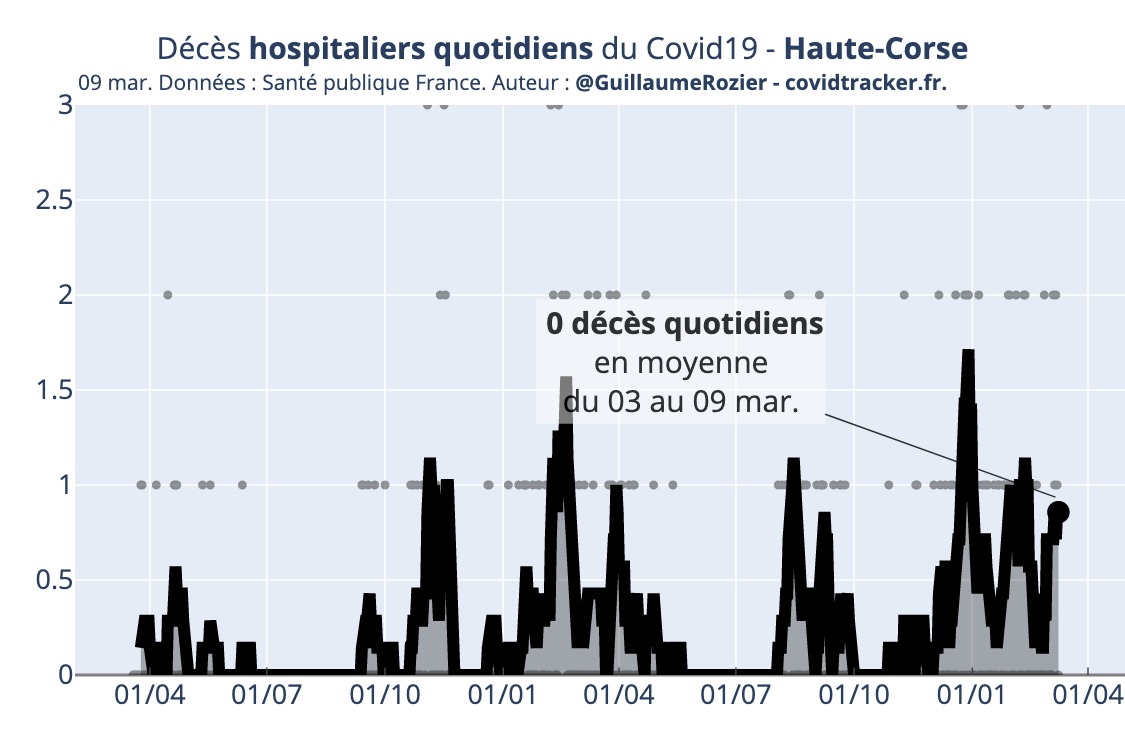 Décès hospitaliers quotidiens du Covid19 - Haute-Corse
09 mar. Données : Santé publique France. Auteur : @GuillaumeRozier - covidtracker.fr.
3
2.5
2
0 décès quotidiens
en moyenne
1.5
du 03 au 09 mar.
1
0.5
0
01/04 01/07 01/10 01/01 01/04 01/07 01/10 01/01 01/04